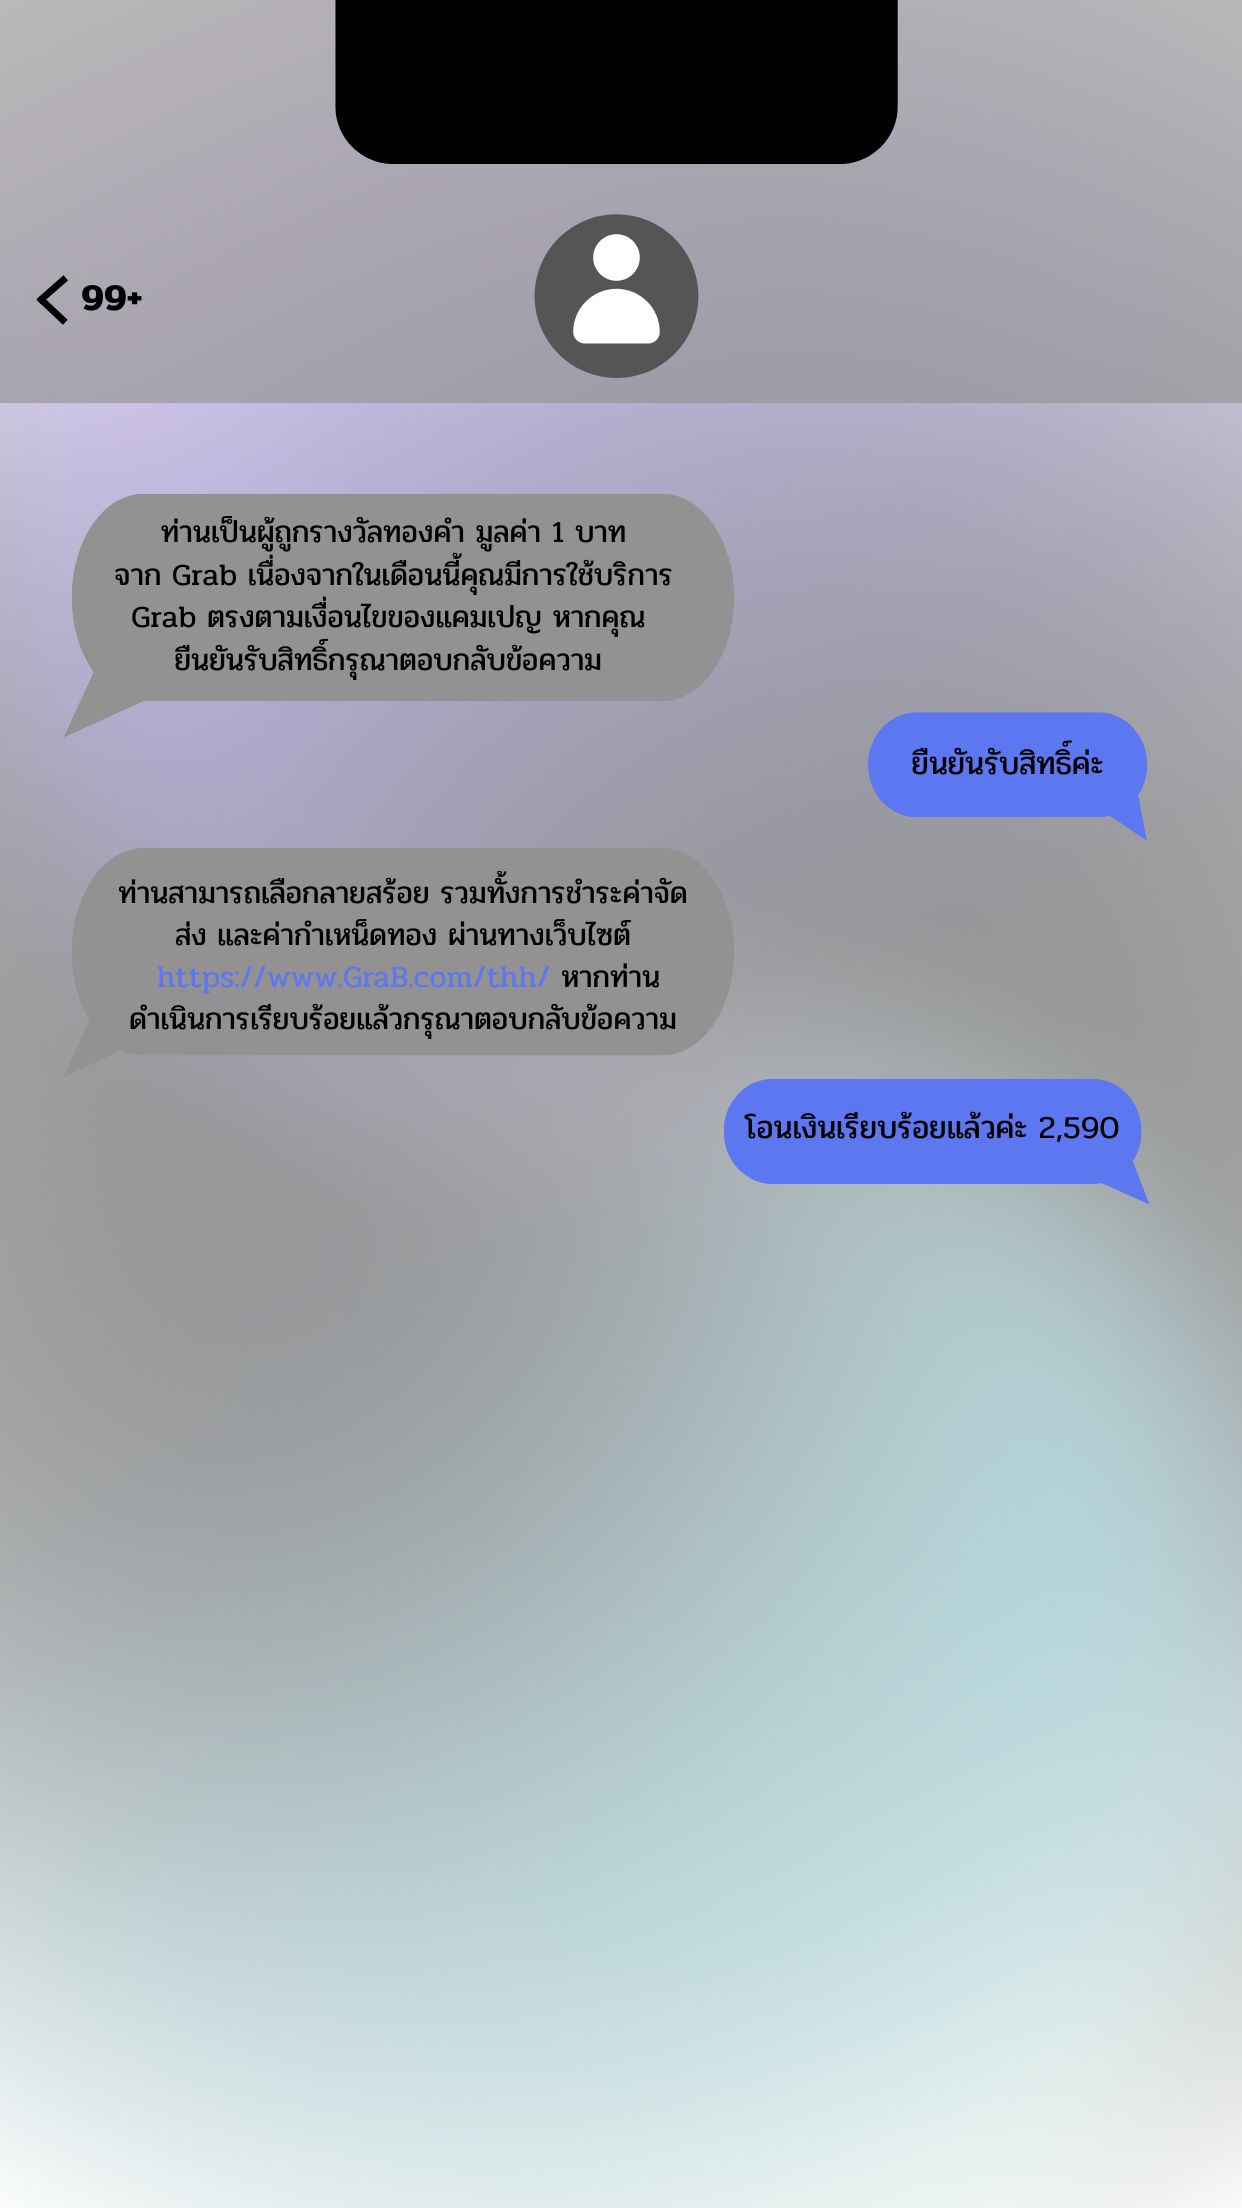 99+
ท่านเป็นผู้ถูกรางวัลทองคำ มูลค่า 1 บาท
จาก Grab เนื่องจากในเดือนนี้คุณมีการใช้บริการ
Grab ตรงตามเงื่อนไขของแคมเปญ หากคุณ
ยืนยันรับสิทธิ์กรุณาตอบกลับข้อความ
ยืนยันรับสิทธิ์ค่ะ
ท่านสามารถเลือกลายสร้อย รวมทั้งการชำระค่าจัด
ส่ง และค่ากำเหน็ดทอง ผ่านทางเว็บไซต์
https://www.GraB.com/thh/ หากท่าน
ดำเนินการเรียบร้อยแล้วกรุณาตอบกลับข้อความ
โอนเงินเรียบร้อยแล้วค่ะ 2,590